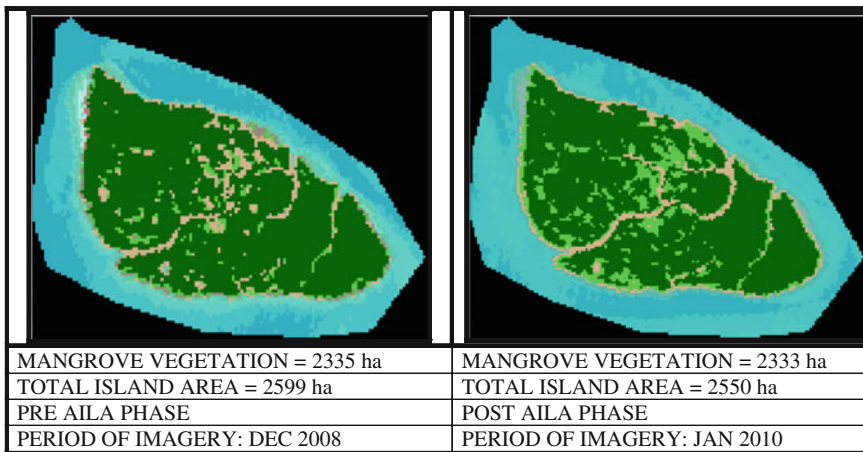 MANGROVE VEGETATION = 2335 ha
MANGROVE VEGETATION = 2333 ha
TOTAL ISLAND AREA = 2599 ha
TOTAL ISLAND AREA = 2550 ha
PRE AILA PHASE
POST AILA PHASE
PERIOD OF IMAGERY: DEC 2008
PERIOD OF IMAGERY: JAN 2010